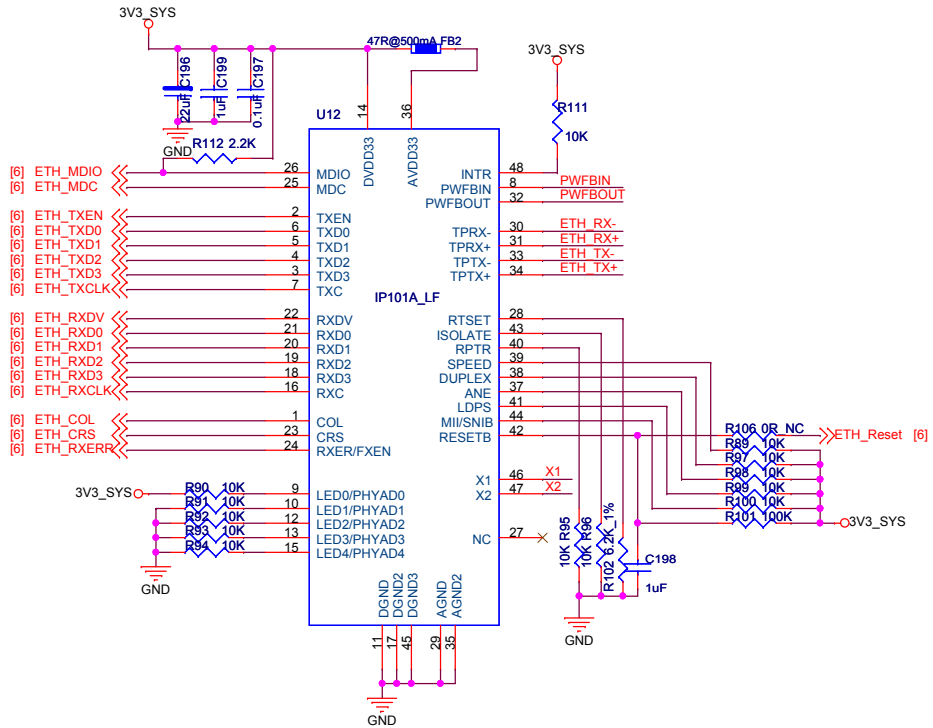 3V3_SYS
47R@500mA FB2
3V3_SYS
22uF C196
1uF C199
0.1uF C197
14
36
R111
10K
U12
GND
R112 2.2K
DVDD33
AVDD33
[6] ETH_MDIO 26 MDIO
[6] ETH_MDC 25 MDC
INTR 48
PWFBIN 8 PWFBIN
PWFBOUT 32 PWFBOUT
[6] ETH_TXEN 2 TXEN
[6] ETH_TXD0 6 TXD0
[6] ETH_TXD1 5 TXD1
[6] ETH_TXD2 4 TXD2
[6] ETH_TXD3 3 TXD3
[6] ETH_TXCLK 7 TXC
TPRX- 30 ETH_RX-
TPRX+ 31 ETH_RX+
TPTX- 33 ETH_TX-
TPTX+ 34 ETH_TX+
IP101A_LF
[6] ETH_RXDV 22 RXDV
[6] ETH_RXD0 21 RXD0
[6] ETH_RXD1 20 RXD1
[6] ETH_RXD2 19 RXD2
[6] ETH_RXD3 18 RXD3
[6] ETH_RXCLK 16 RXC
RTSET 28
ISOLATE 43
RPTR 40
SPEED 39
DUPLEX 38
ANE 37
LDPS 41
MII/SNIB 44
RESETB 42
[6] ETH_COL 1 COL
[6] ETH_CRS 23 CRS
[6] ETH_RXERR 24 RXER/FXEN
R106 0R_NC ETH_Reset [6]
R89 10K
R97 10K
R98 10K
R99 10K
R100 10K
R101 100K 3V3_SYS
X1 46 X1
X2 47 X2
3V3_SYS R90 10K 9 LED0/PHYAD0
R91 10K 10 LED1/PHYAD1
R92 10K 12 LED2/PHYAD2
R93 10K 13 LED3/PHYAD3
R94 10K 15 LED4/PHYAD4
NC 27
10K R95
10K R96
R102 6.2K_1%
C198
1uF
GND
GND
DGND
DGND2
DGND3
AGND
AGND2
11
17
45
29
35
GND